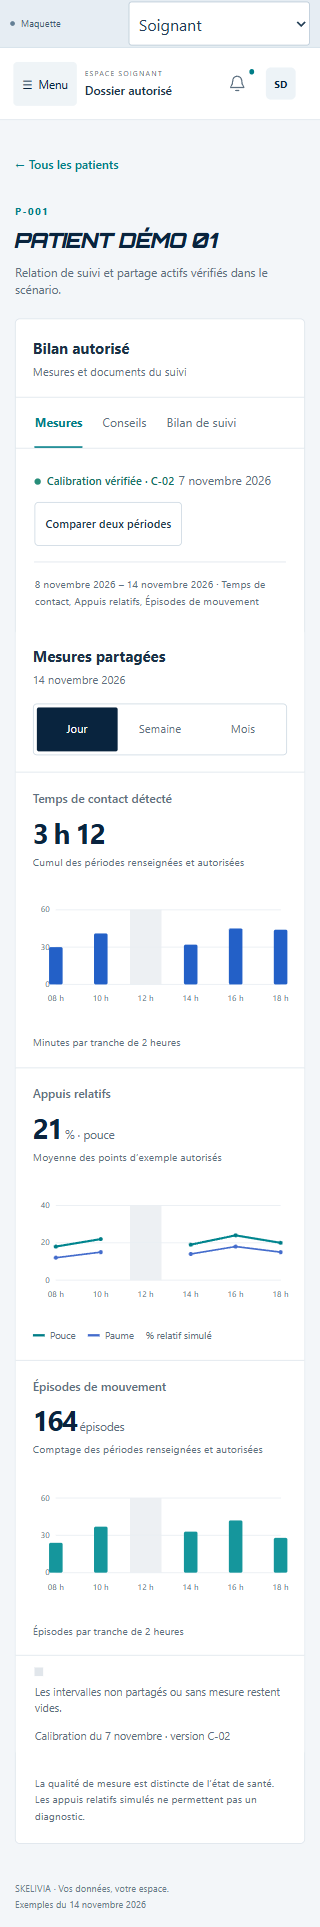 Maquette
Soignant
☰ Menu
ESPACE SOIGNANT
Dossier autorisé
SD
← Tous les patients
P-001
PATIENT DÉMO 01
Relation de suivi et partage actifs vérifiés dans le
scénario.
Bilan autorisé
Mesures et documents du suivi
Mesures Conseils Bilan de suivi
Calibration vérifiée · C-02 7 novembre 2026
Comparer deux périodes
8 novembre 2026 – 14 novembre 2026 · Temps de
contact, Appuis relatifs, Épisodes de mouvement
Mesures partagées
14 novembre 2026
Jour Semaine Mois
Temps de contact détecté
3 h 12
Cumul des périodes renseignées et autorisées
60
30
0
08 h 10 h 12 h 14 h 16 h 18 h
Minutes par tranche de 2 heures
Appuis relatifs
21 % · pouce
Moyenne des points d'exemple autorisés
40
20
0
08 h 10 h 12 h 14 h 16 h 18 h
Pouce Paume % relatif simulé
Épisodes de mouvement
164 épisodes
Comptage des périodes renseignées et autorisées
60
30
0
08 h 10 h 12 h 14 h 16 h 18 h
Épisodes par tranche de 2 heures
Les intervalles non partagés ou sans mesure restent
vides.
Calibration du 7 novembre · version C-02
La qualité de mesure est distincte de l'état de santé.
Les appuis relatifs simulés ne permettent pas un
diagnostic.
SKELIVIA · Vos données, votre espace.
Exemples du 14 novembre 2026